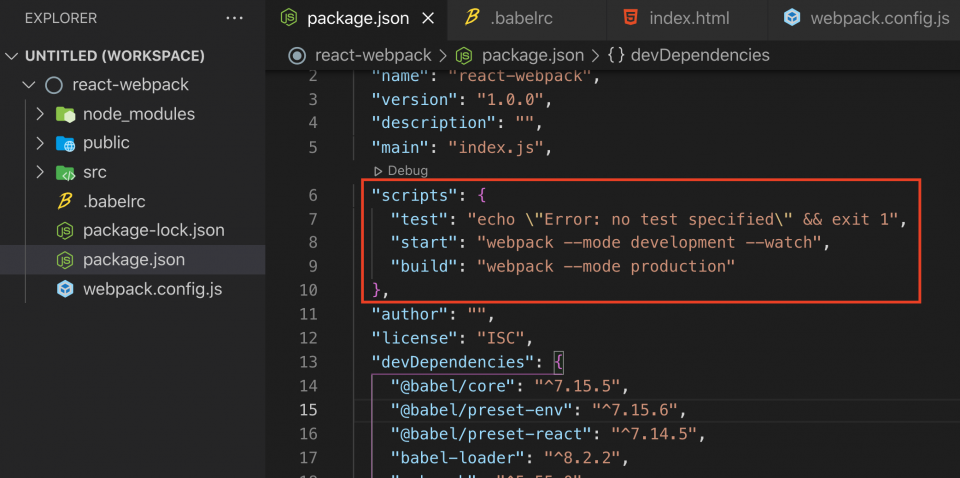 EXPLORER
...
UNTITLED (WORKSPACE)
react-webpack
node_modules
public
src
.babelrc
package-lock.json
package.json
webpack.config.js
package.json
.babelrc
index.html
webpack.config.js
react-webpack > package.json > {} devDependencies
2 "name": "react-webpack",
3 "version": "1.0.0",
4 "description": "",
5 "main": "index.js",
Debug
6 "scripts": {
7 "test": "echo \"Error: no test specified\" && exit 1",
8 "start": "webpack --mode development --watch",
9 "build": "webpack --mode production"
10 },
11 "author": "",
12 "license": "ISC",
13 "devDependencies": {
14 "@babel/core": "^7.15.5",
15 "@babel/preset-env": "^7.15.6",
16 "@babel/preset-react": "^7.14.5",
17 "babel-loader": "^8.2.2",